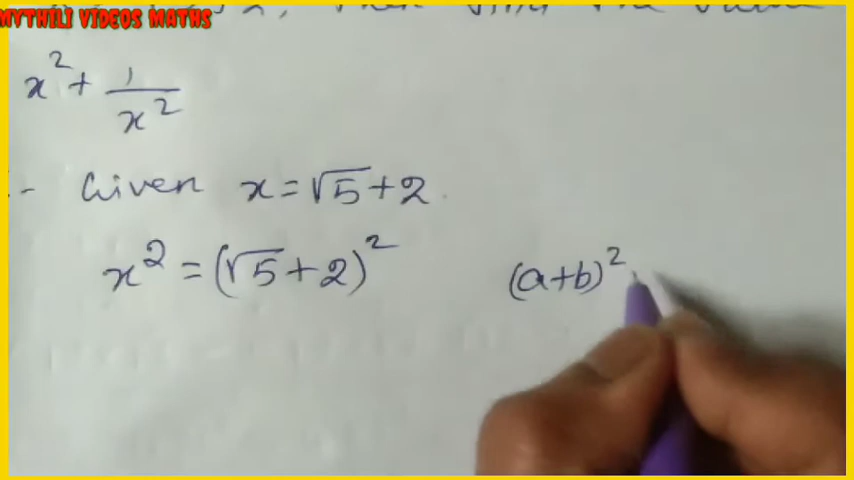 MYTHILI VIDEOS MATHS
x² + 1/x²
:- Given x = √5 + 2
x² = (√5 + 2)² (a+b)²